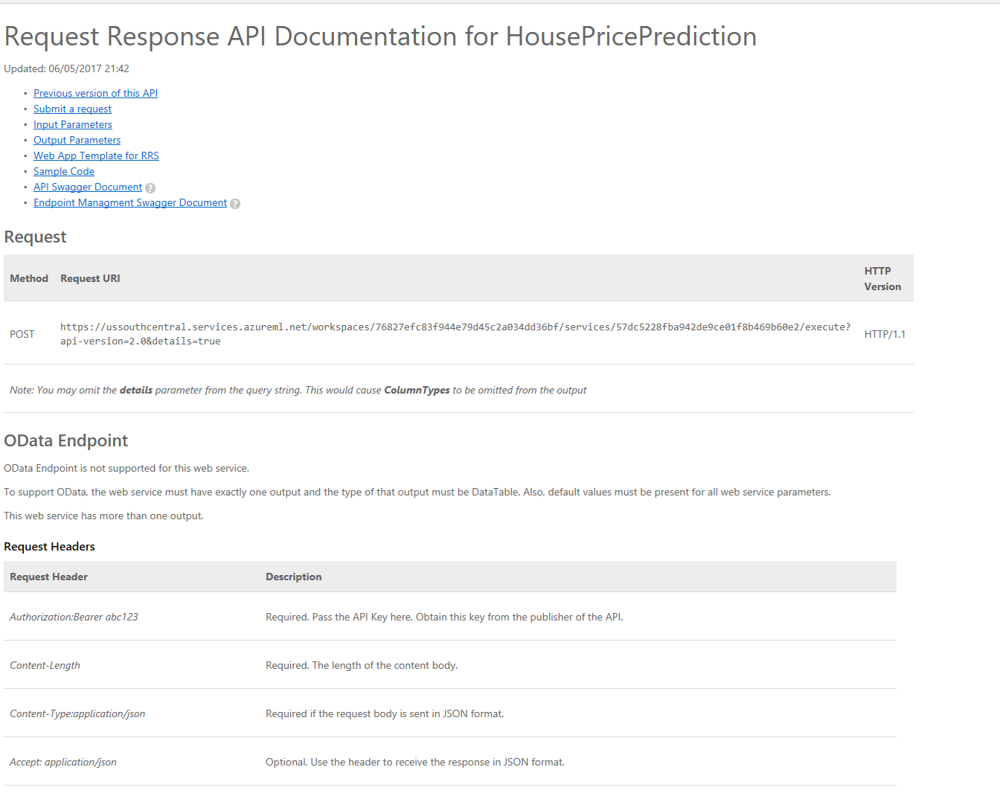 Request Response API Documentation for HousePricePrediction
Updated: 06/05/2017 21:42
• Previous version of this API
• Submit a request
• Input Parameters
• Output Parameters
• Web App Template for RRS
• Sample Code
• API Swagger Document ?
• Endpoint Managment Swagger Document ?
Request
Method Request URI HTTP Version
POST https://ussouthcentral.services.azureml.net/workspaces/76827efc83f944e79d45c2a034dd36bf/services/57dc5228fba942de9ce01f8b469b60e2/execute?
api-version=2.0&details=true HTTP/1.1
Note: You may omit the details parameter from the query string. This would cause ColumnTypes to be omitted from the output
OData Endpoint
OData Endpoint is not supported for this web service.
To support OData, the web service must have exactly one output and the type of that output must be DataTable. Also, default values must be present for all web service parameters.
This web service has more than one output.
Request Headers
Request Header Description
Authorization:Bearer abc123 Required. Pass the API Key here. Obtain this key from the publisher of the API.
Content-Length Required. The length of the content body.
Content-Type:application/json Required if the request body is sent in JSON format.
Accept: application/json Optional. Use the header to receive the response in JSON format.